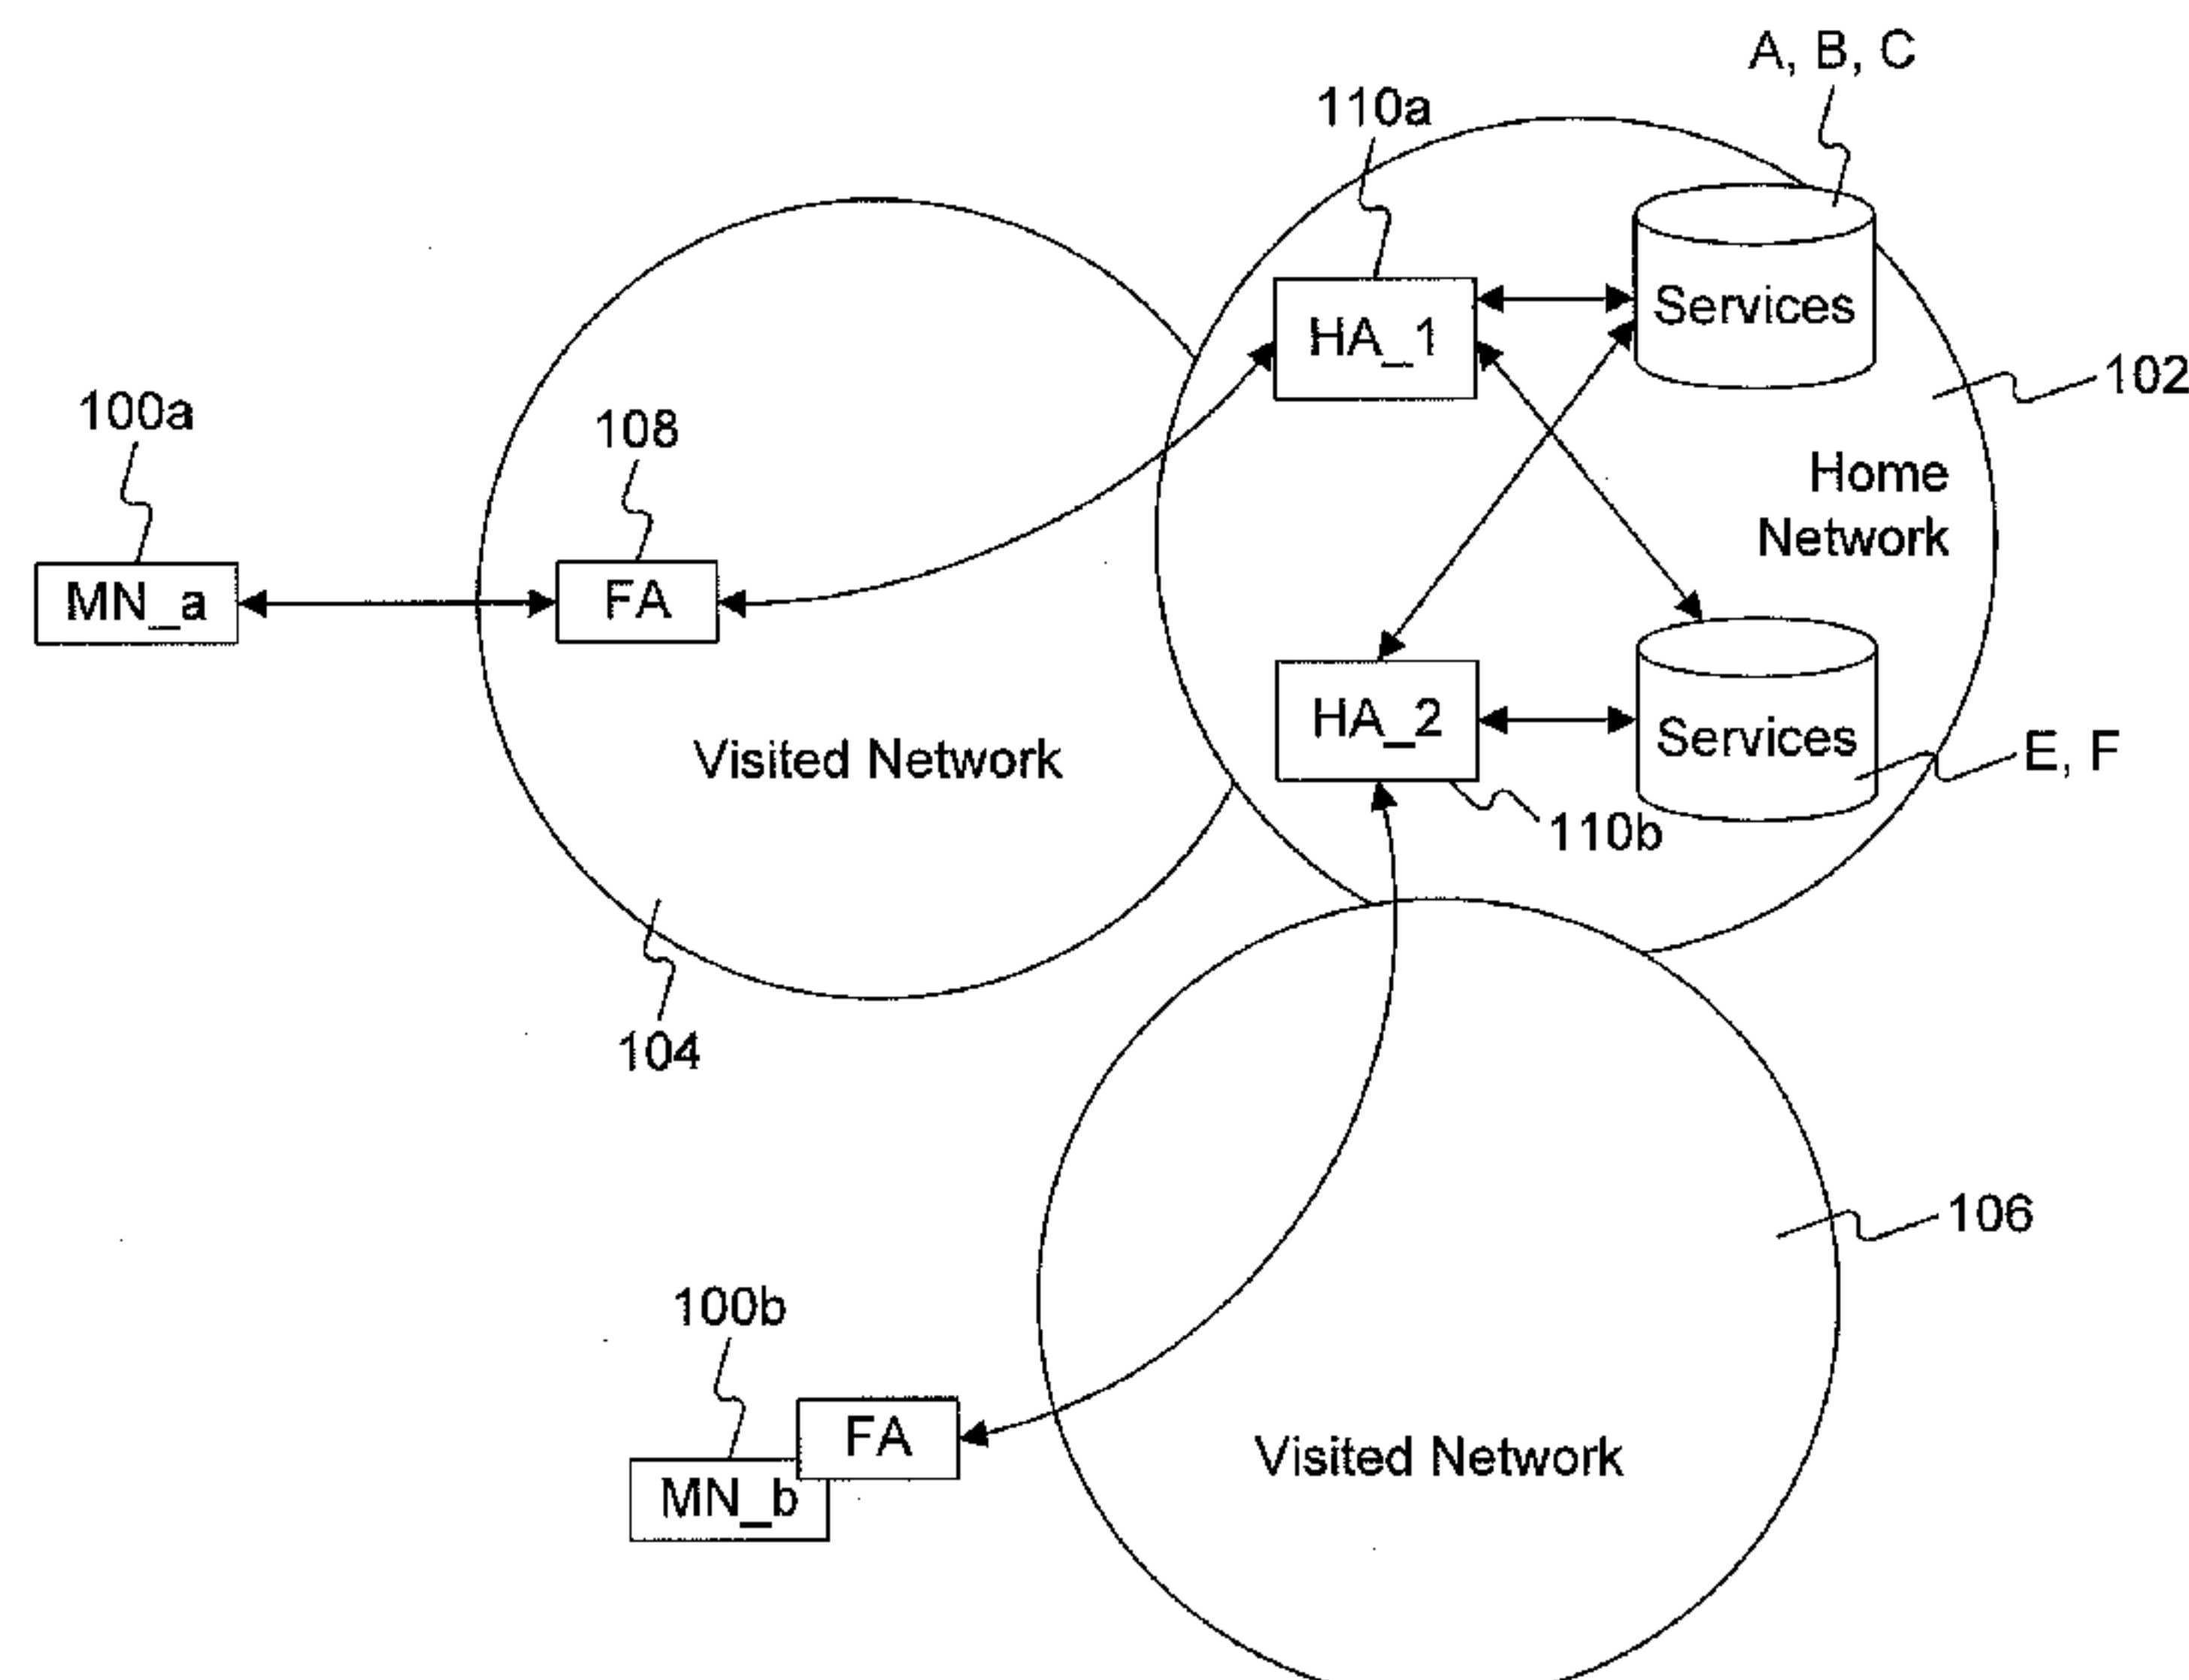 A, B, C
110a
Services
HA_1
102
100a
108
Home
Network
MN_a
FA
HA_2
Services
Visited Network
E, F
110b
104
106
100b
FA
MN_b
Visited Network